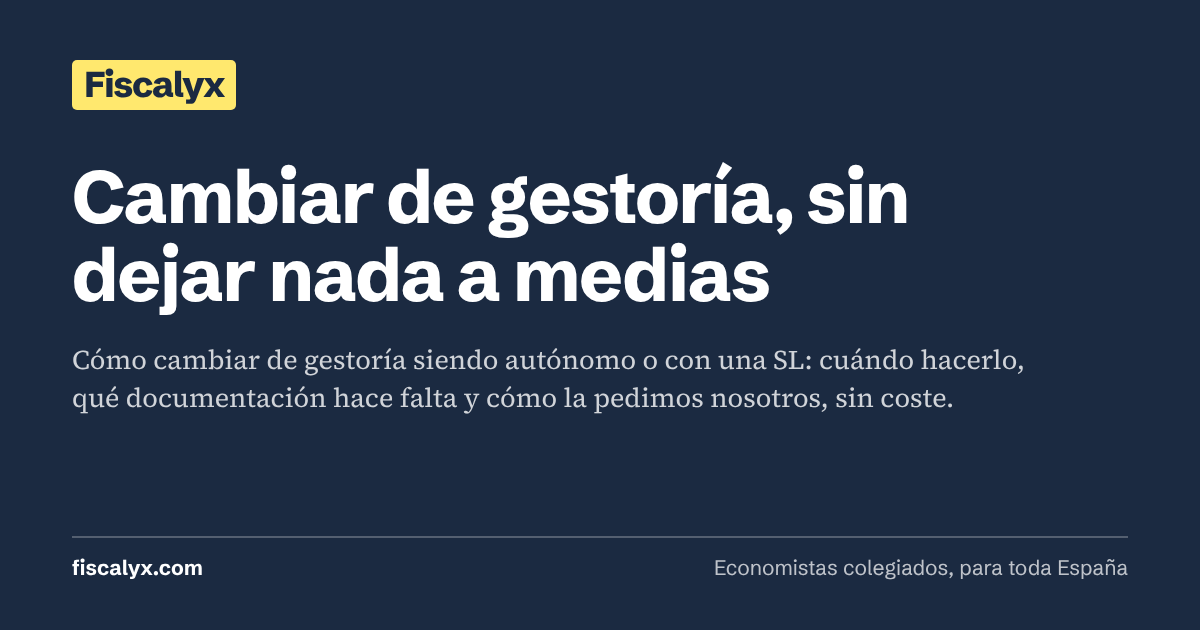 Fiscalyx
Cambiar de gestoría, sin
dejar nada a medias
Cómo cambiar de gestoría siendo autónomo o con una SL: cuándo hacerlo,
qué documentación hace falta y cómo la pedimos nosotros, sin coste.
fiscalyx.com
Economistas colegiados, para toda España